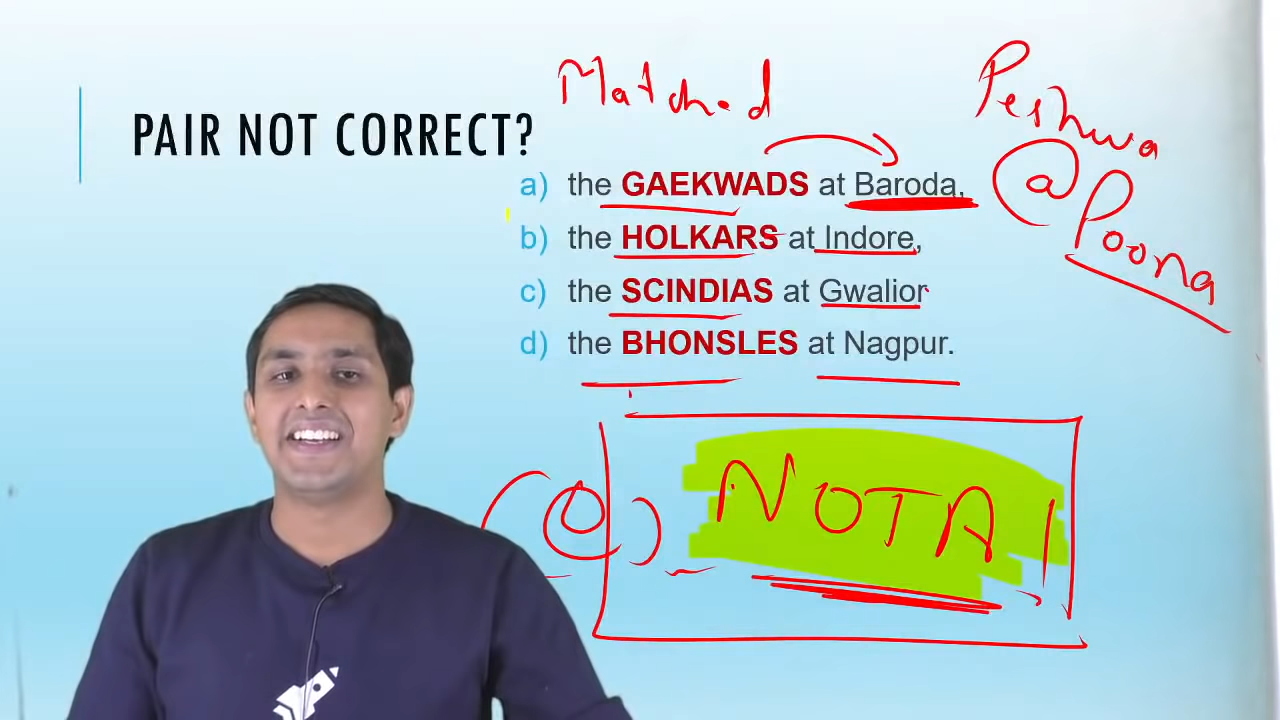 Matched
Peshwa
@ Poona
PAIR NOT CORRECT?
a) the GAEKWADS at Baroda,
b) the HOLKARS at Indore,
c) the SCINDIAS at Gwalior
d) the BHONSLES at Nagpur.
(e) NOTA!